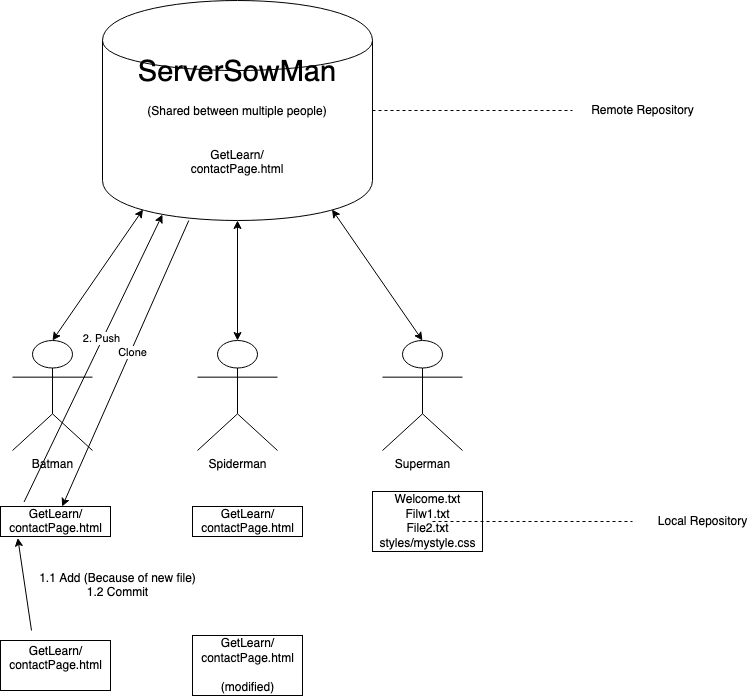 ServerSowMan
(Shared between multiple people)
Remote Repository
GetLearn/
contactPage.html
2. Push
Clone
Batman
Spiderman
Superman
GetLearn/
contactPage.html
GetLearn/
contactPage.html
Welcome.txt
Filw1.txt
File2.txt
styles/mystyle.css
Local Repository
1.1 Add (Because of new file)
1.2 Commit
GetLearn/
contactPage.html
GetLearn/
contactPage.html
(modified)